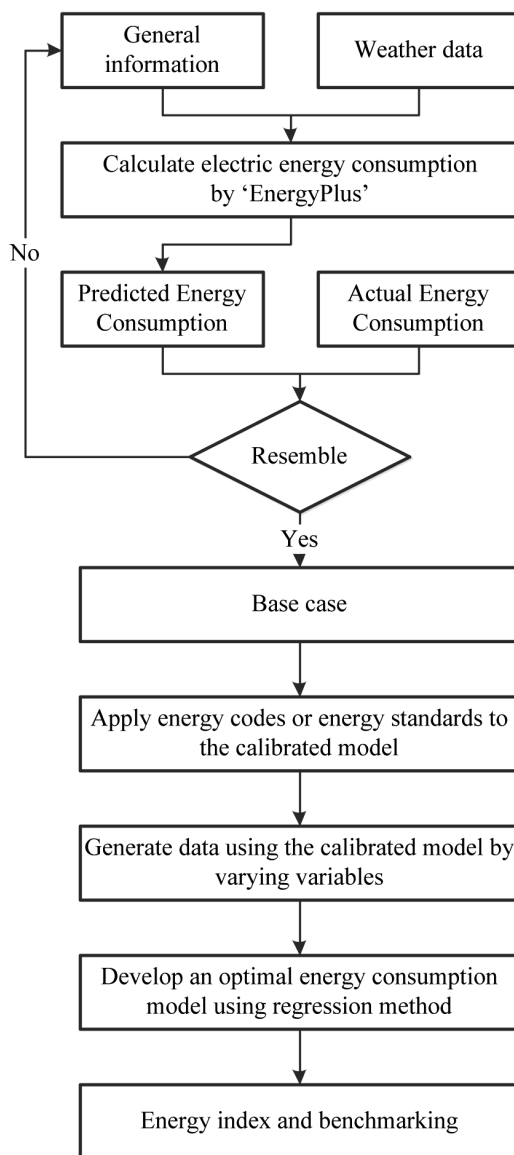 General
information
Weather data
Calculate electric energy consumption
by ‘EnergyPlus’
No
Predicted Energy
Consumption
Actual Energy
Consumption
Resemble
Yes
Base case
Apply energy codes or energy standards to
the calibrated model
Generate data using the calibrated model by
varying variables
Develop an optimal energy consumption
model using regression method
Energy index and benchmarking